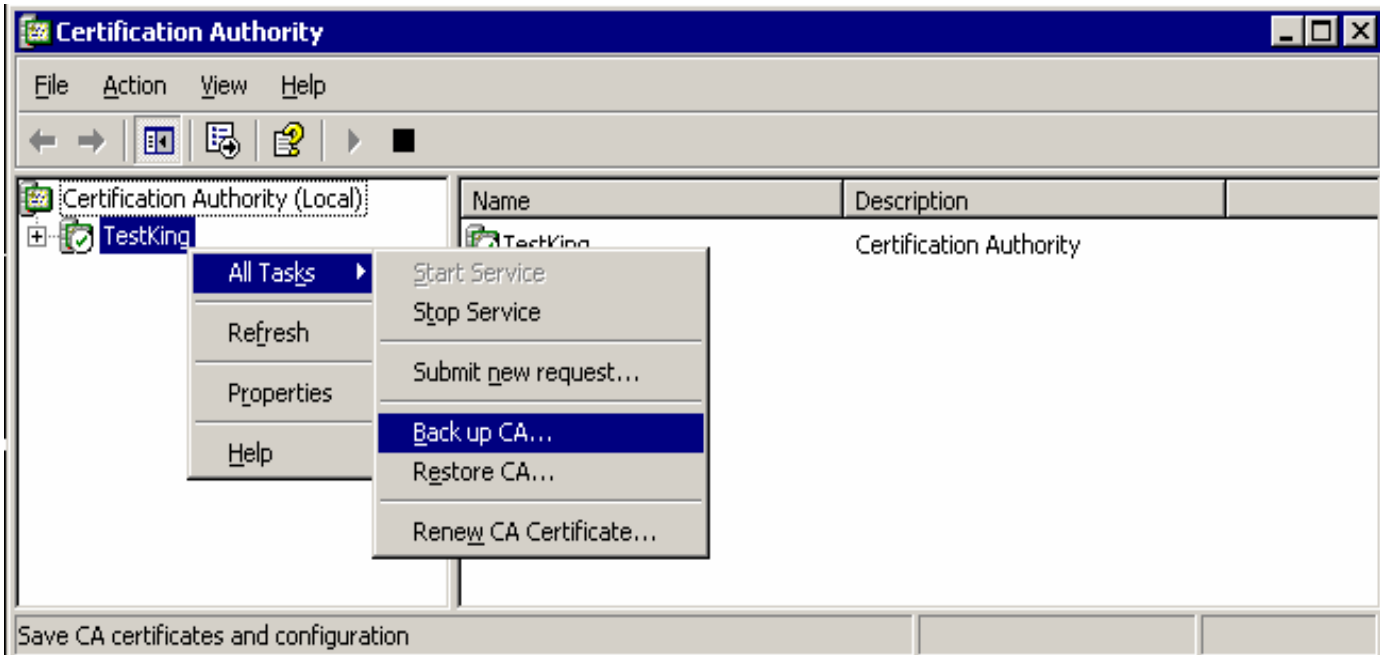 Certification Authority
File Action View Help
Certification Authority (Local)
TestKing
Name Description
TestKing Certification Authority
All Tasks
Refresh
Properties
Help
Start Service
Stop Service
Submit new request...
Back up CA...
Restore CA...
Renew CA Certificate...
Save CA certificates and configuration